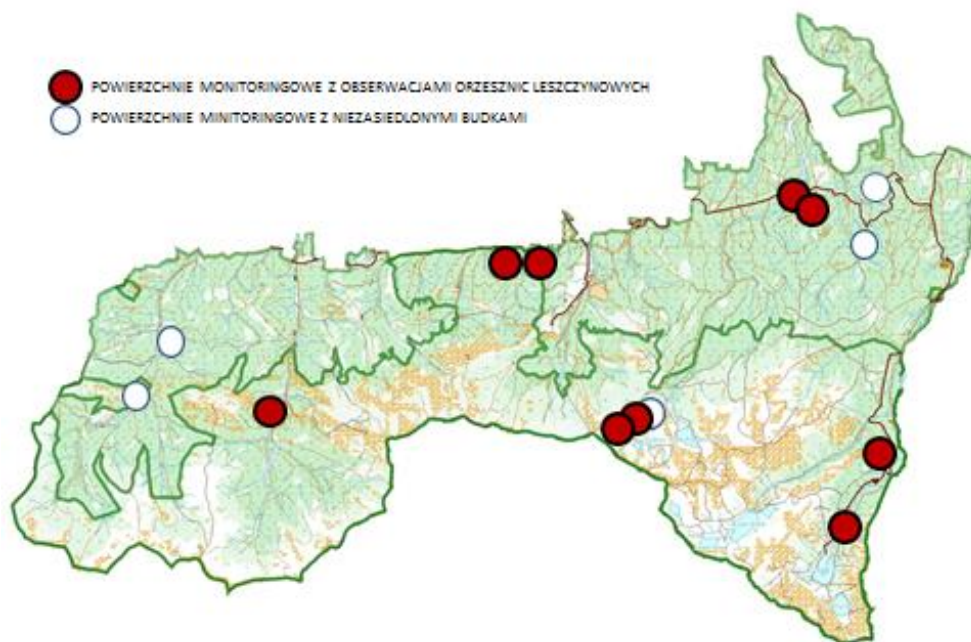 POWIERZCHNIE MONITORINGOWE Z OBSERWACJAMI ORZESZNIC LESZCZYNOWYCH
POWIERZCHNIE MINITORINGOWE Z NIEZASIEDLONYMI BUDKAMI